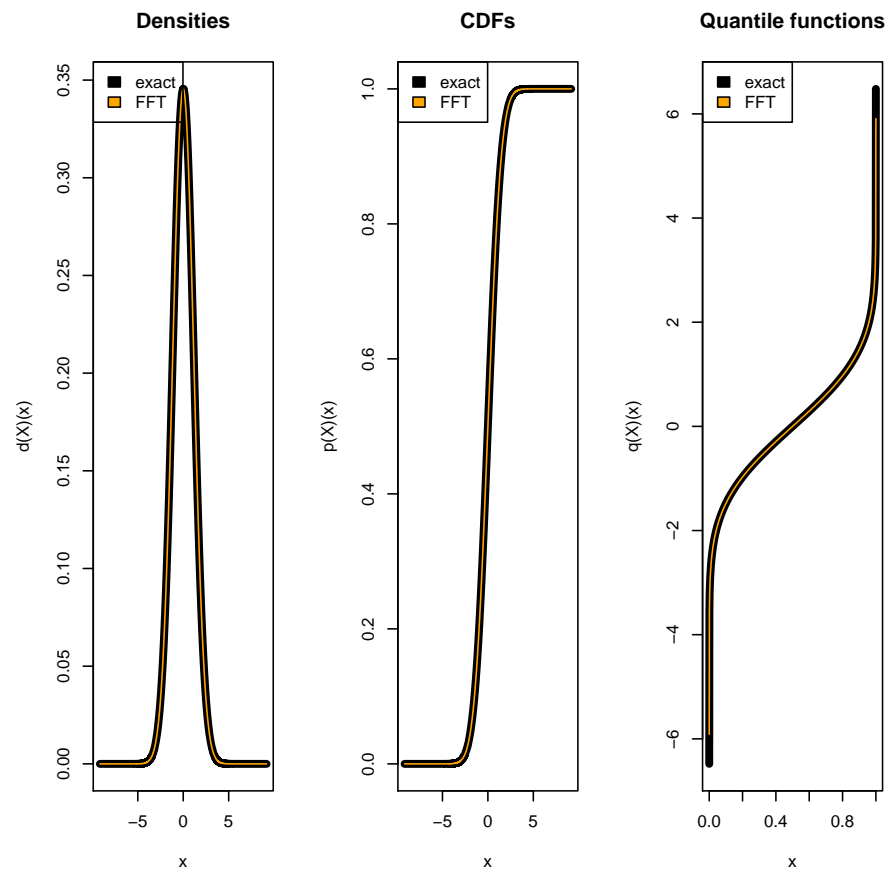 Densities
exact
FFT
0.35
0.30
0.25
0.20
0.15
0.10
0.05
0.00
d(X)(x)
−5 0 5
x
CDFs
exact
FFT
1.0
0.8
0.6
0.4
0.2
0.0
p(X)(x)
−5 0 5
x
Quantile functions
exact
FFT
6
4
2
0
−2
−4
−6
q(X)(x)
0.0 0.4 0.8
x